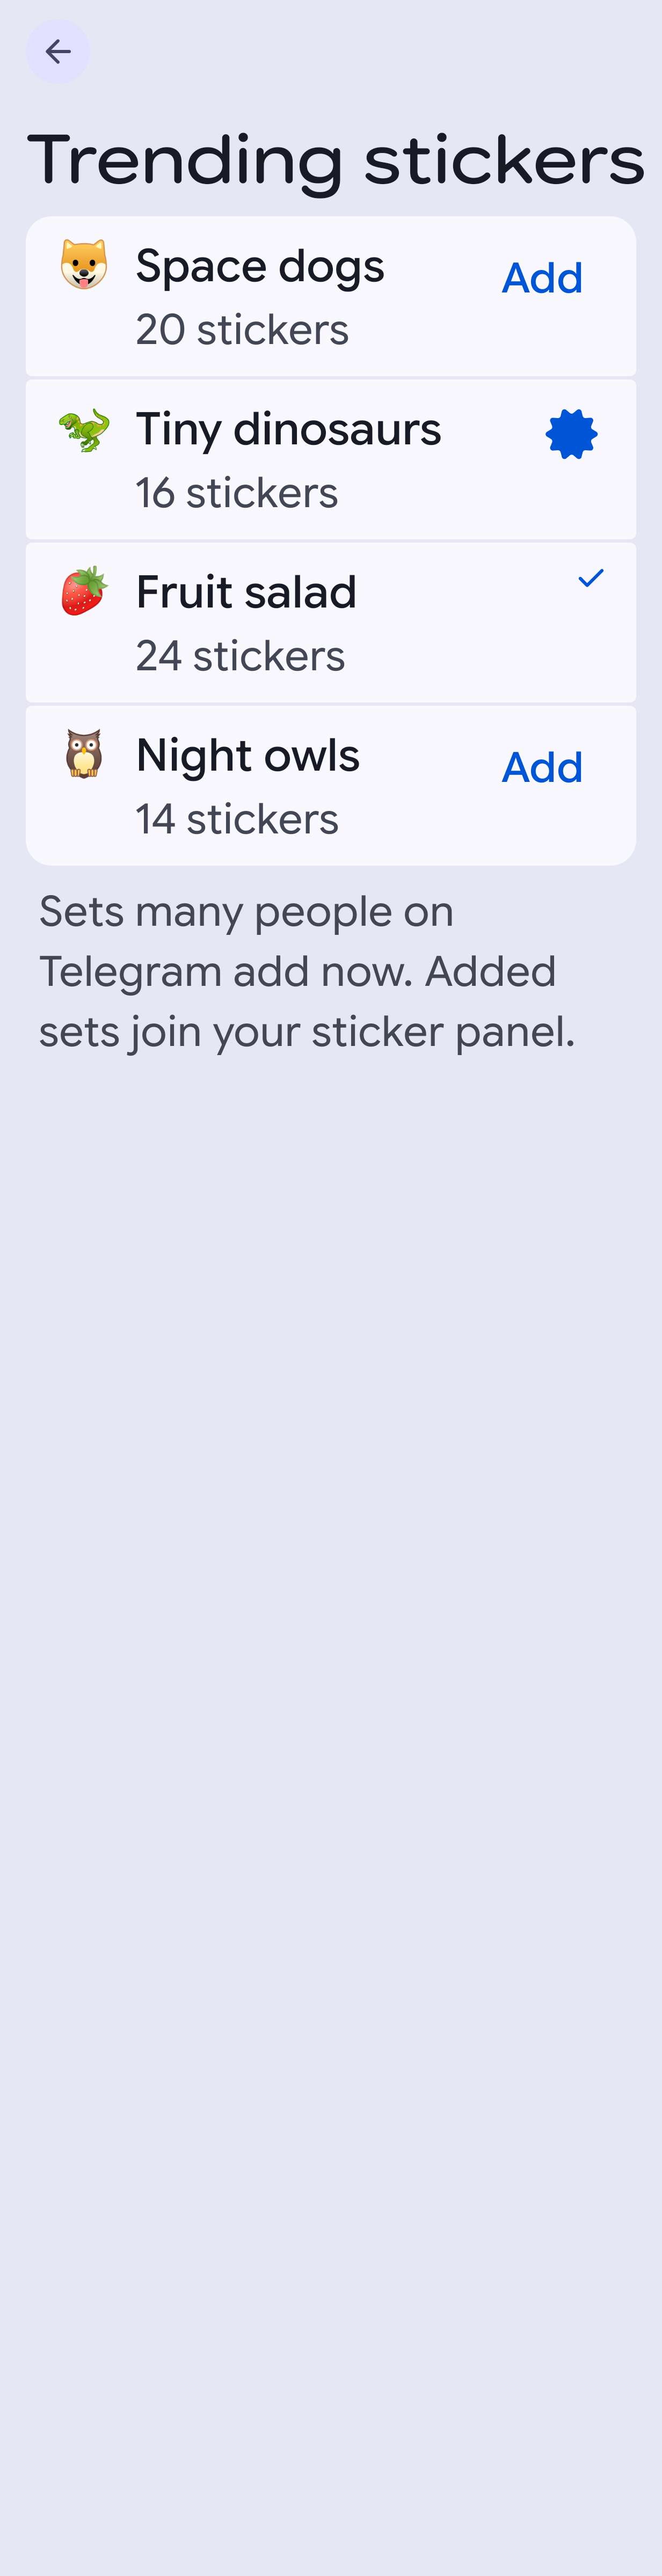 Trending stickers
Space dogs
20 stickers
Add
Tiny dinosaurs
16 stickers
Fruit salad
24 stickers
Night owls
14 stickers
Add
Sets many people on
Telegram add now. Added
sets join your sticker panel.